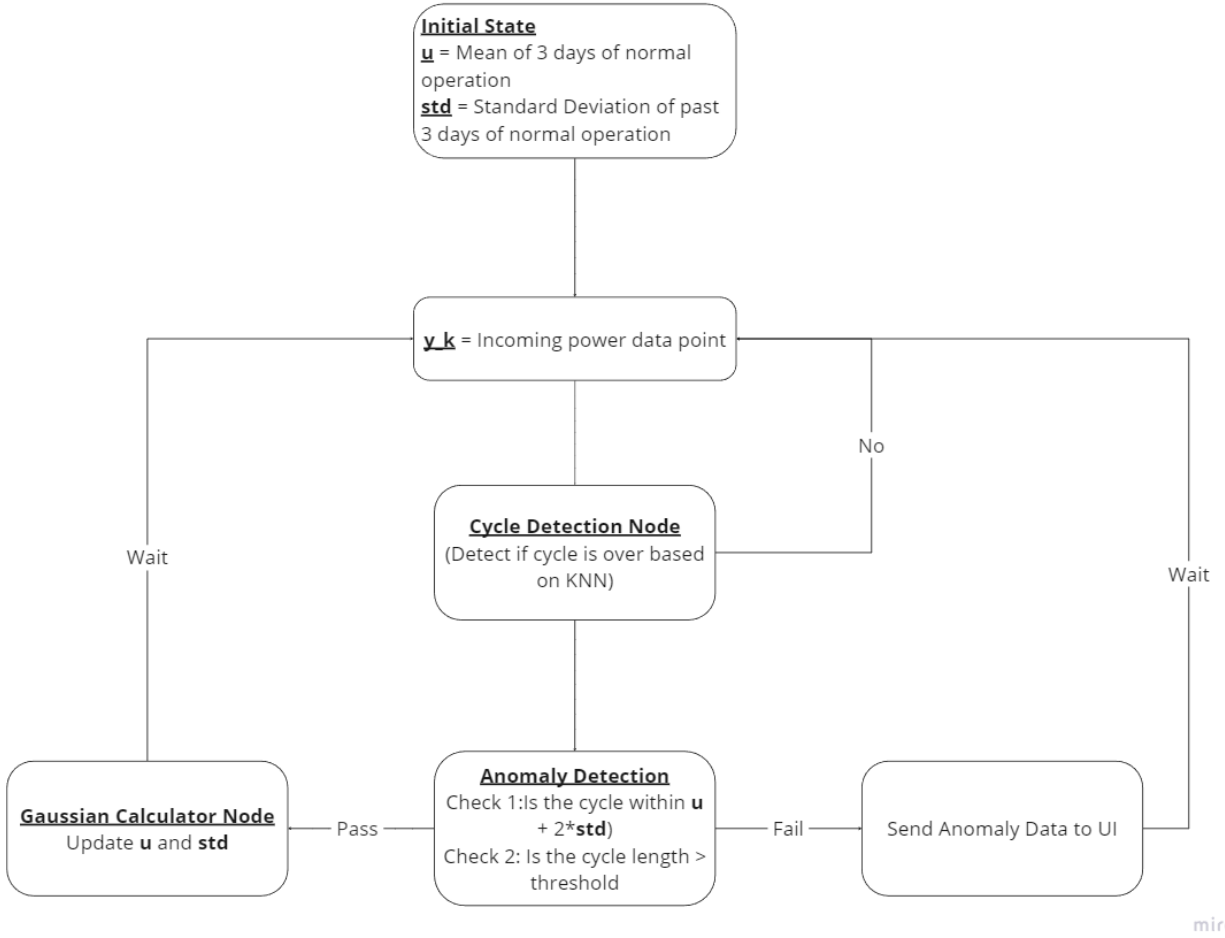 Initial State
u = Mean of 3 days of normal
operation
std = Standard Deviation of past
3 days of normal operation
y_k = Incoming power data point
No
Cycle Detection Node
(Detect if cycle is over based
on KNN)
Wait
Wait
Anomaly Detection
Check 1:Is the cycle within u
+ 2*std)
Check 2: Is the cycle length >
threshold
Gaussian Calculator Node
Update u and std
Pass
Fail
Send Anomaly Data to UI
mir